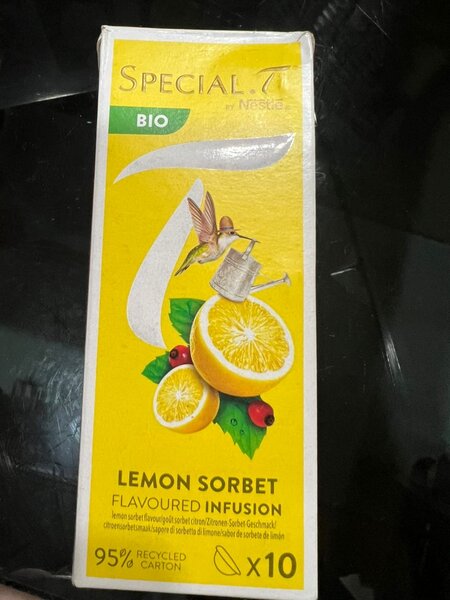 SPECIAL.T
BY Nestlé
BIO
LEMON SORBET
FLAVOURED INFUSION
lemon sorbet flavour/goût sorbet citron/Zitronen-Sorbet-Geschmack/
citroensorbetsmaak/sapore di sorbetto di limone/sabor de sorbete de limón
95% RECYCLED
CARTON
x10